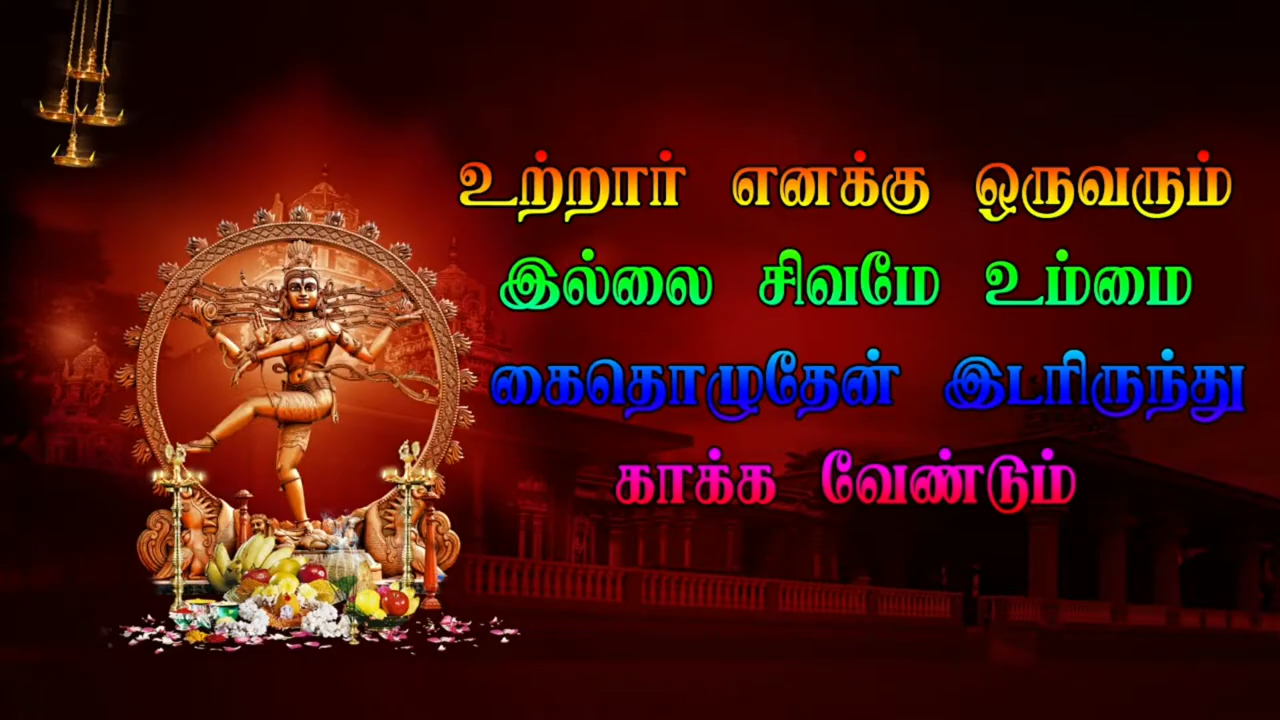 உற்றார் எனக்கு ஒருவரும்
இல்லை சிவமே உம்மை
கைதொழுதேன் இடரிருந்து
காக்க வேண்டும்